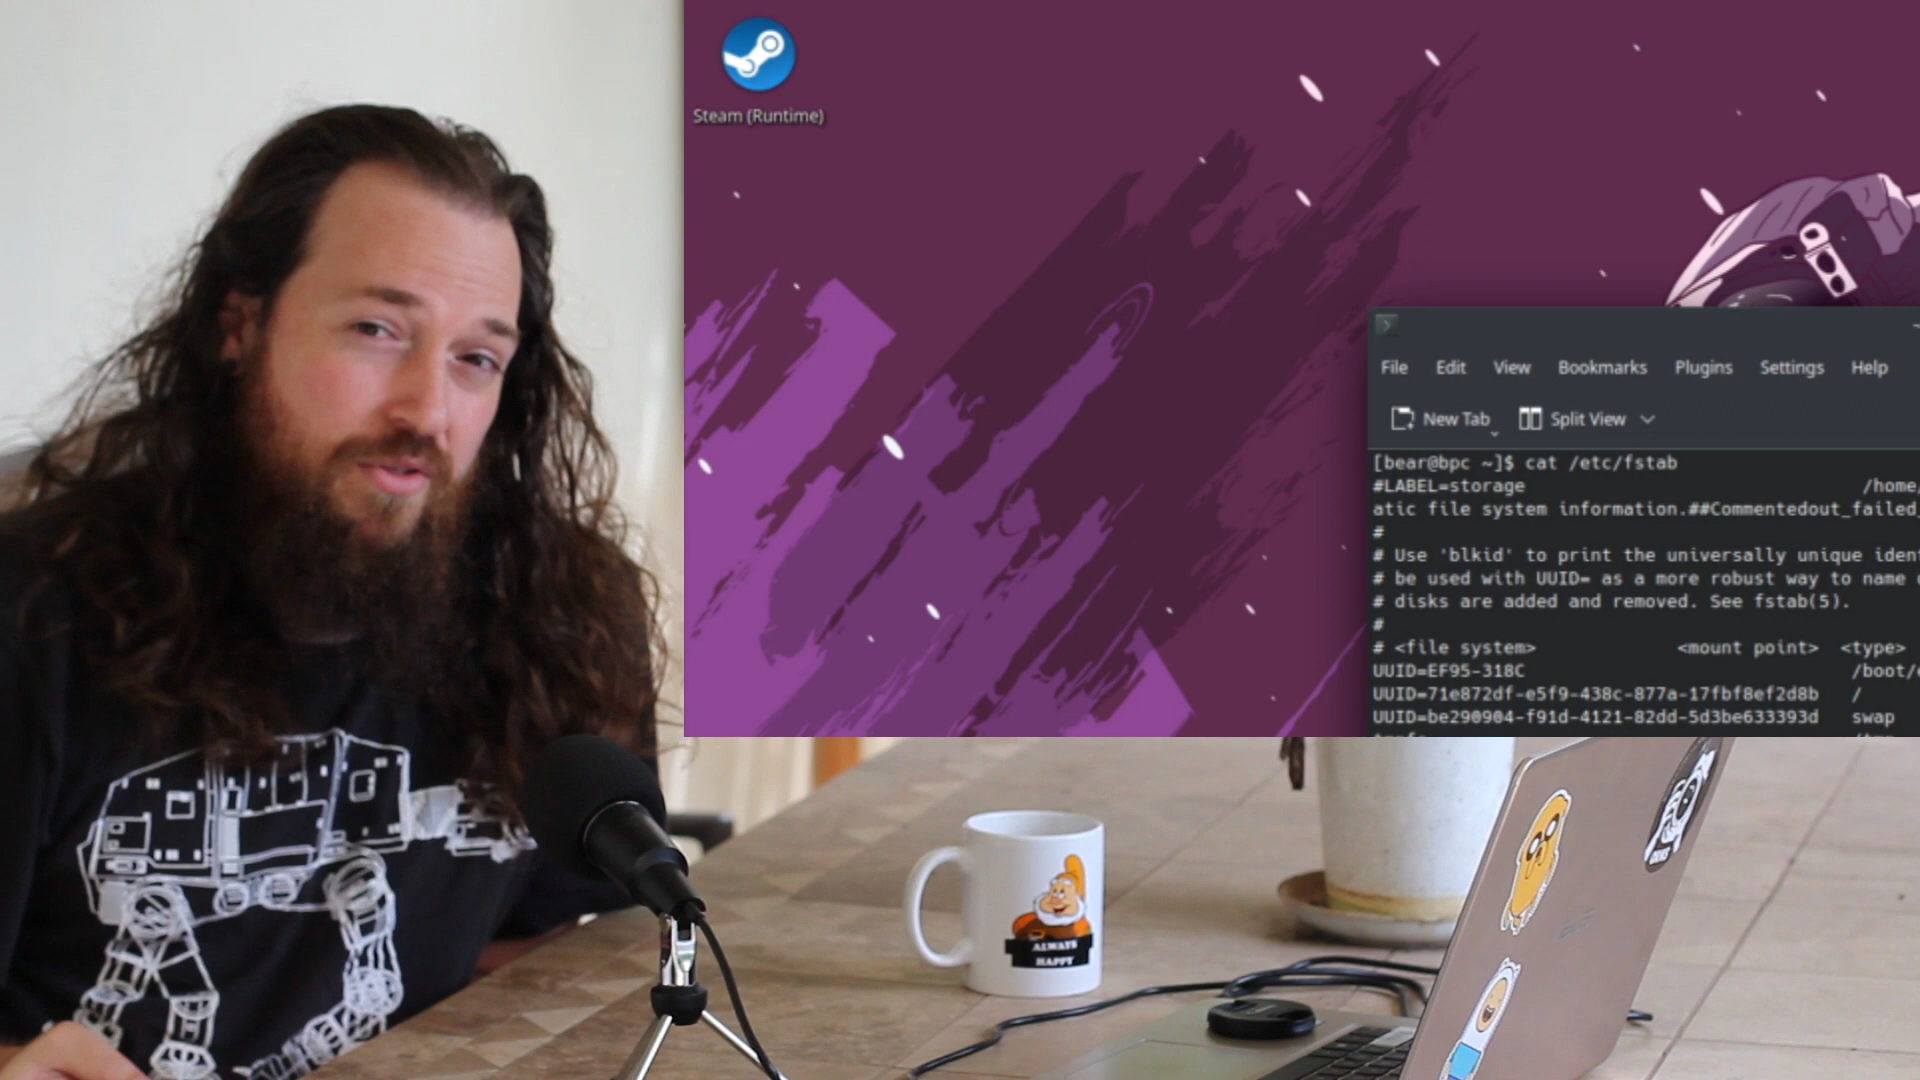 Steam (Runtime)
File Edit View Bookmarks Plugins Settings Help
New Tab Split View
[bear@bpc ~]$ cat /etc/fstab
#LABEL=storage /home/
atic file system information.##Commentedout_failed_
#
# Use 'blkid' to print the universally unique iden
# be used with UUID= as a more robust way to name
# disks are added and removed. See fstab(5).
#
# <file system> <mount point> <type>
UUID=EF95-318C /boot/e
UUID=71e872df-e5f9-438c-877a-17fbf8ef2d8b /
UUID=be290904-f91d-4121-82dd-5d3be633393d swap
ALWAYS
HAPPY